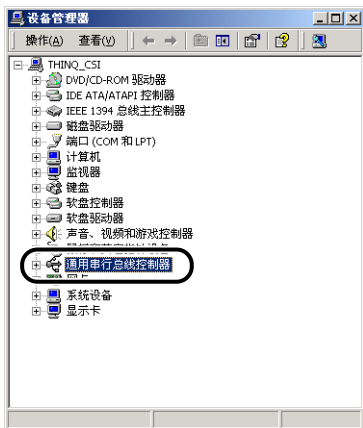 设备管理器
操作(A) 查看(V)
THINQ_CSI
DVD/CD-ROM 驱动器
IDE ATA/ATAPI 控制器
IEEE 1394 总线主控制器
磁盘驱动器
端口 (COM 和 LPT)
计算机
监视器
键盘
软盘控制器
软盘驱动器
声音、视频和游戏控制器
通用串行总线控制器
系统设备
显示卡